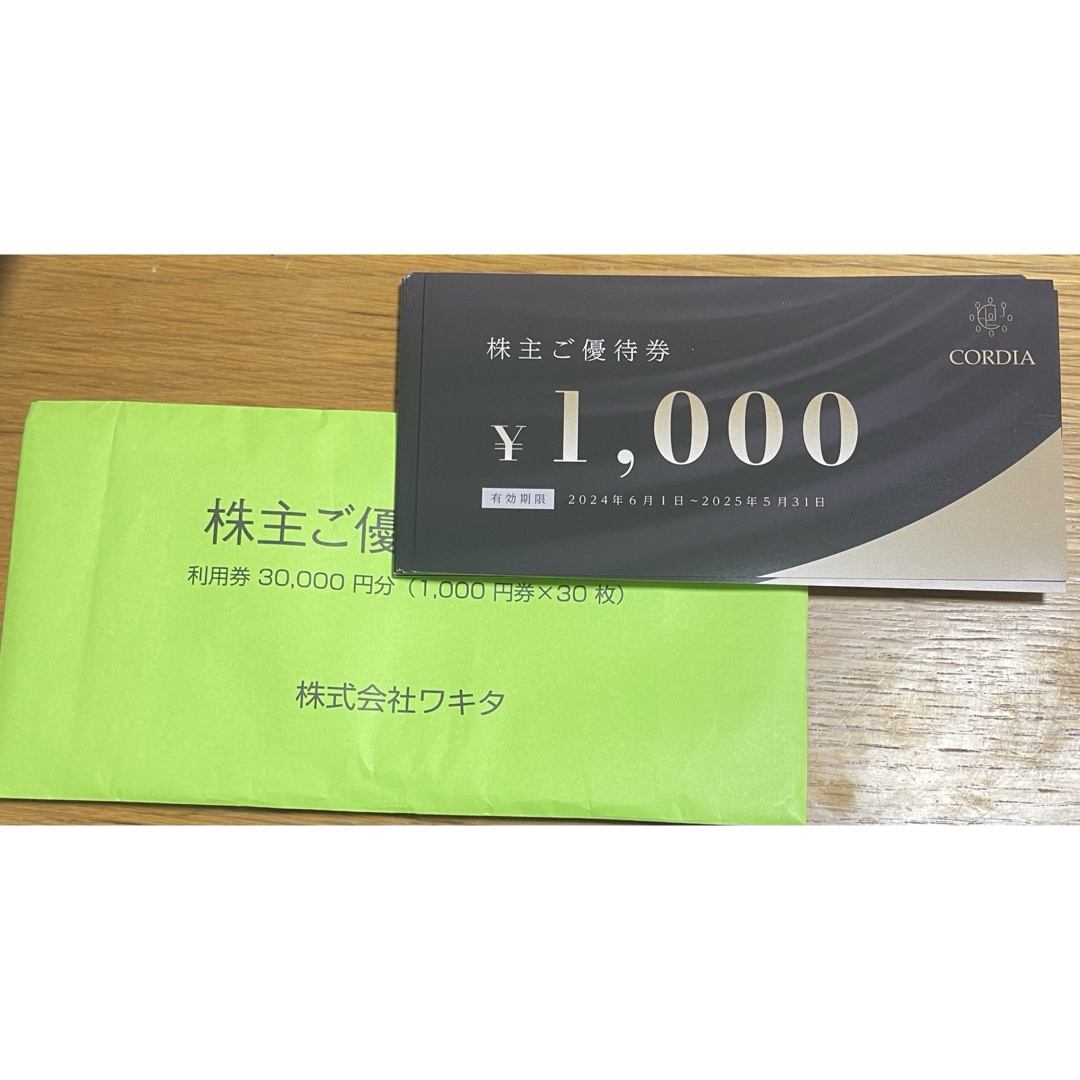 株主ご優待券
CORDIA
¥1,000
有効期限 2024年6月1日~2025年5月31日
株主ご優
利用券 30,000 円分（1,000 円券×30 枚）
株式会社ワキタ